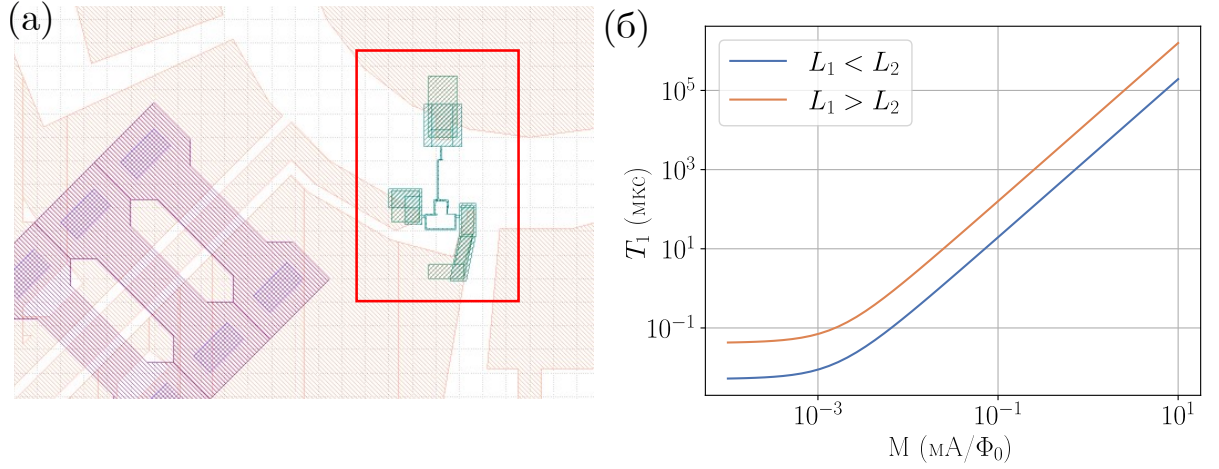 (а)
(б)
L₁ < L₂
L₁ > L₂
T₁ (мкс)
10⁵
10³
10¹
10⁻¹
10⁻³
10⁻¹
10¹
М (мА/Φ₀)